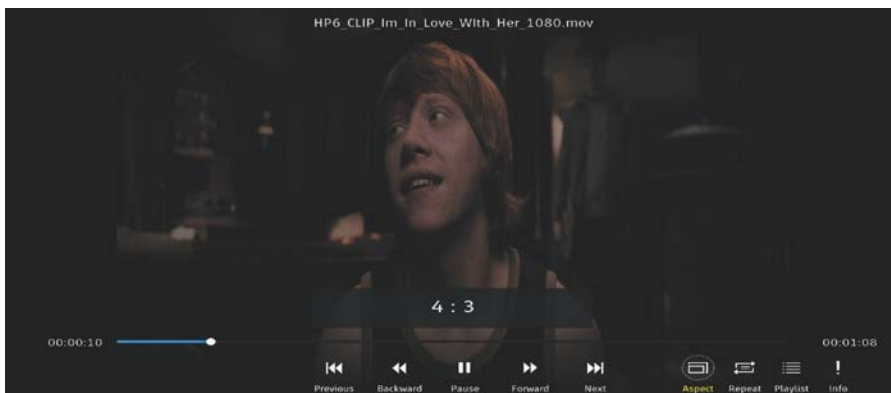 HP6_CLIP_Im_In_Love_WIth_Her_1080.mov
4 : 3
00:00:10 00:01:08
Previous Backward Pause Forward Next Aspect Repeat Playlist Info